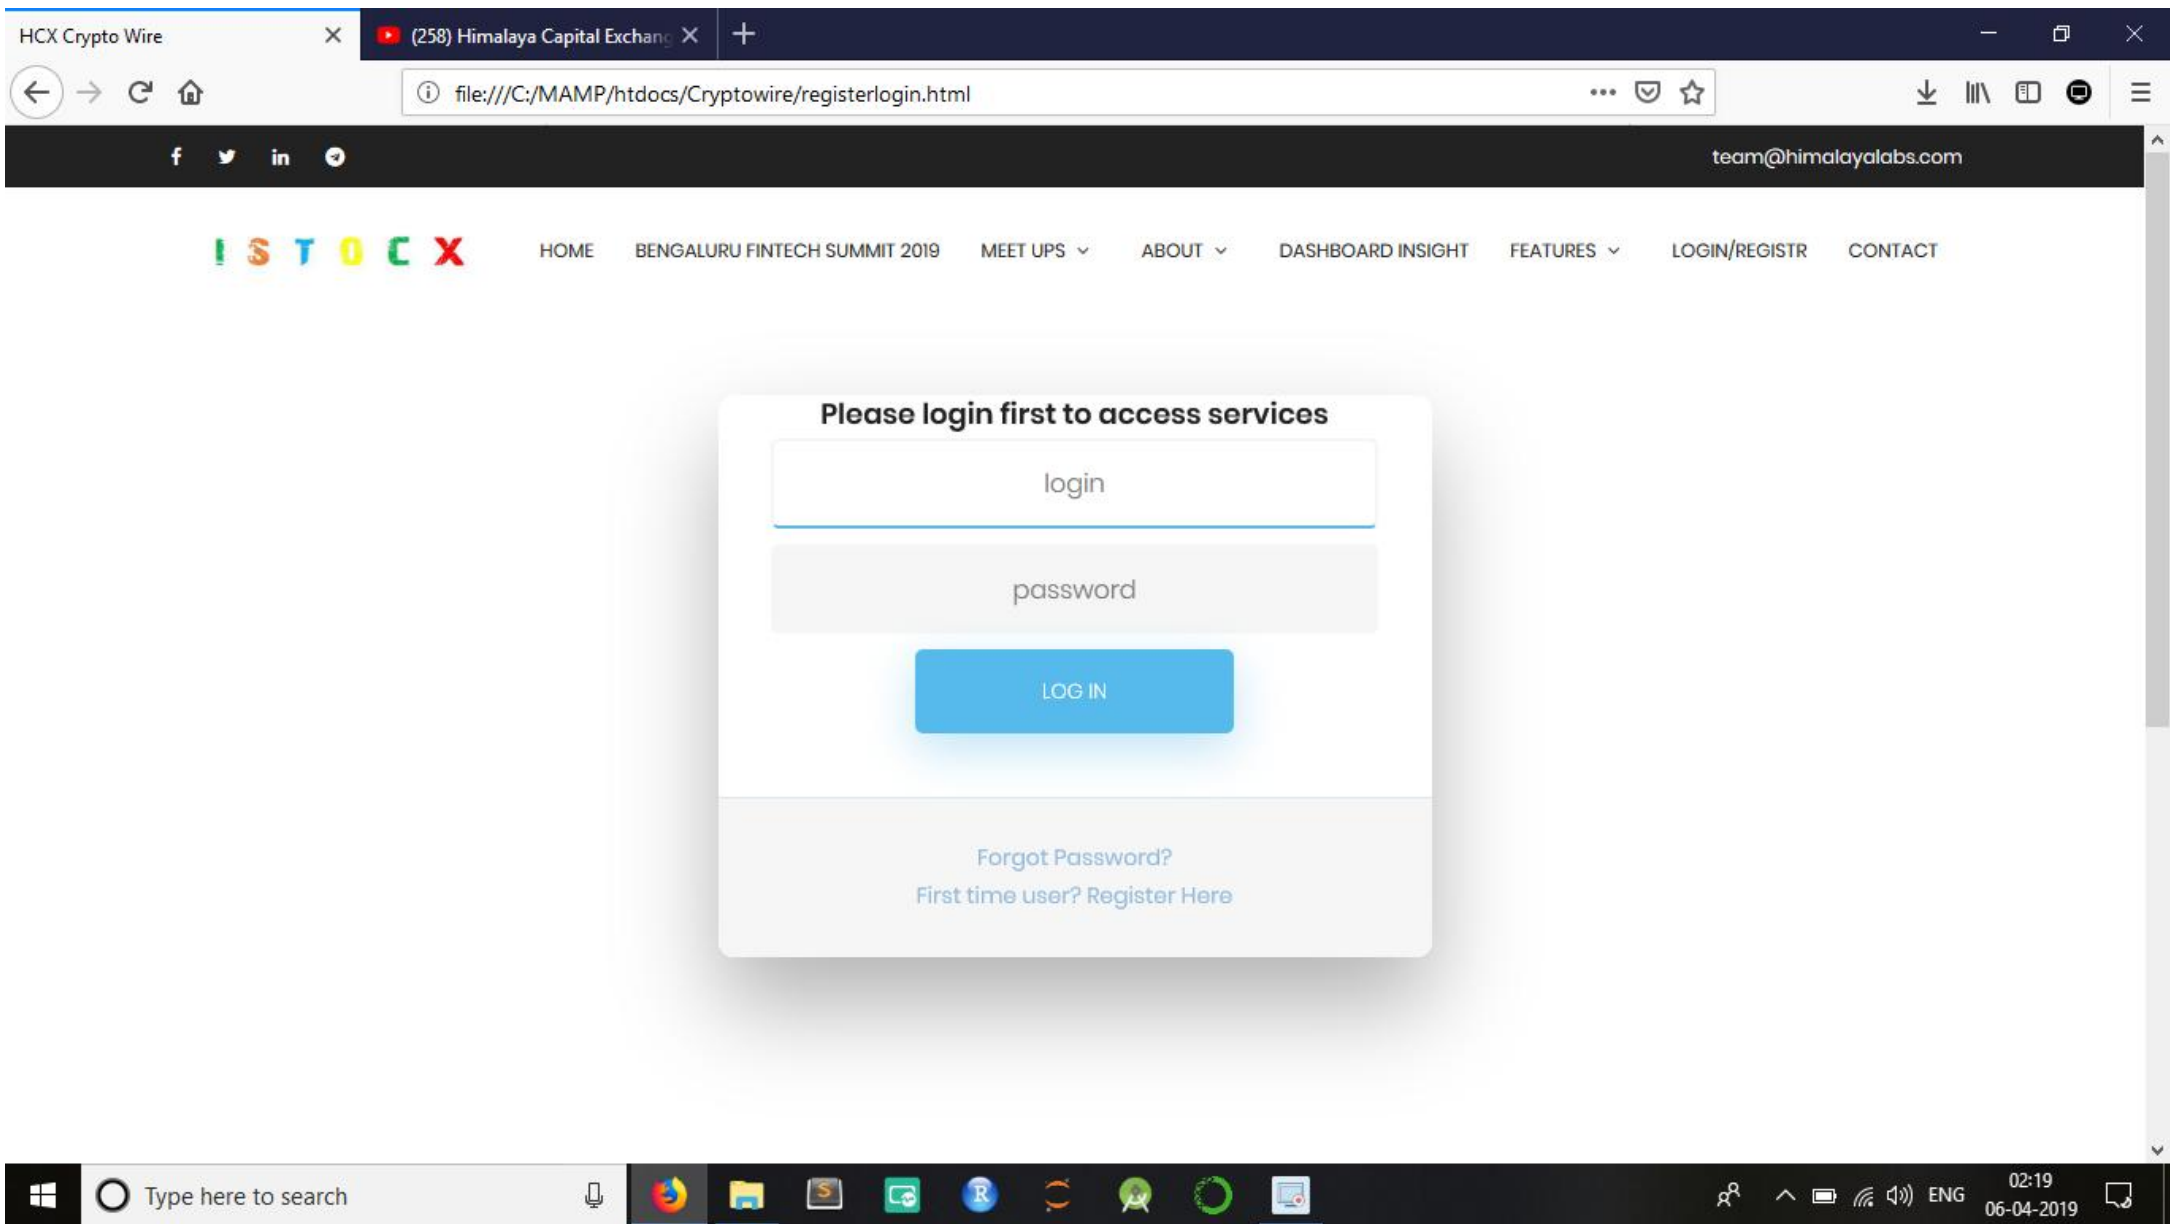 HCX Crypto Wire
(258) Himalaya Capital Exchang
file:///C:/MAMP/htdocs/Cryptowire/registerlogin.html
team@himalayalabs.com
ISTOCX
HOME BENGALURU FINTECH SUMMIT 2019 MEET UPS ABOUT DASHBOARD INSIGHT FEATURES LOGIN/REGISTR CONTACT
Please login first to access services
login
password
LOG IN
Forgot Password?
First time user? Register Here
Type here to search
ENG
02:19
06-04-2019